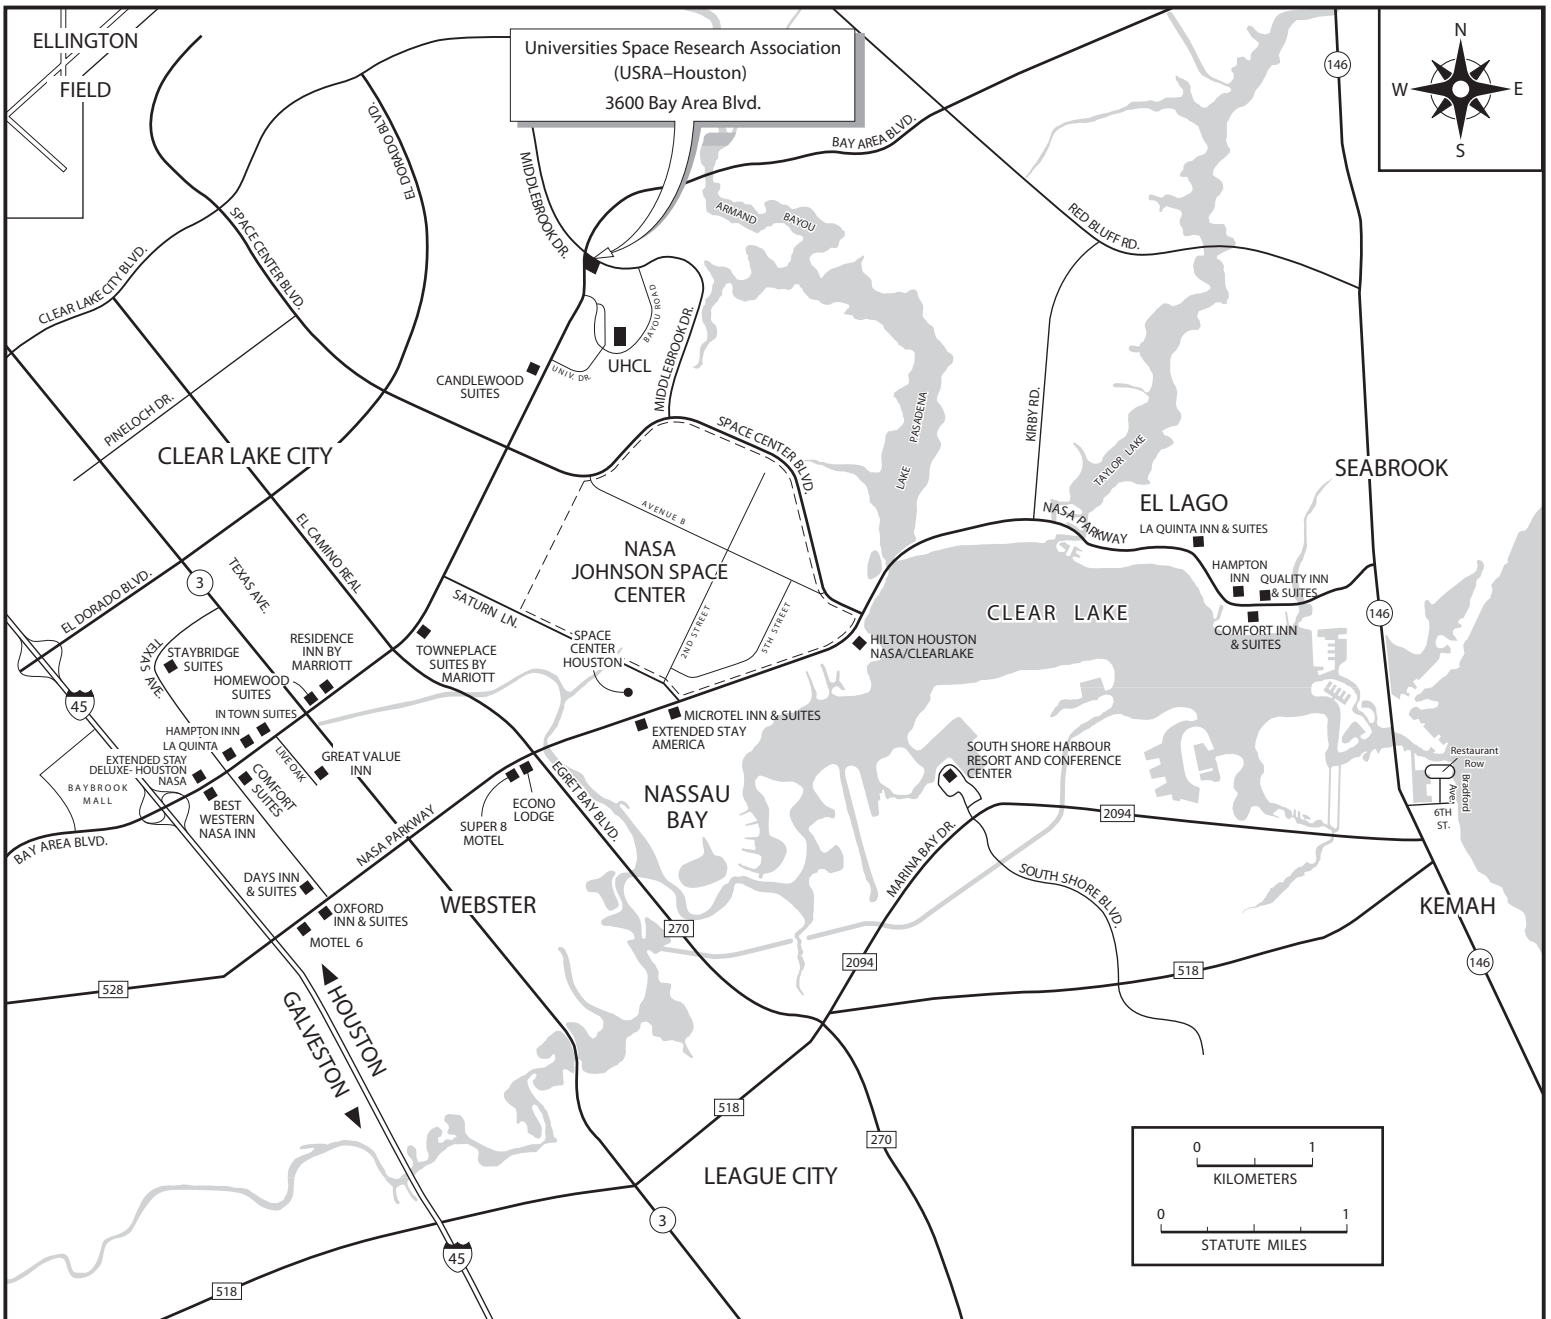 ELLINGTON
FIELD
Universities Space Research Association
(USRA–Houston)
3600 Bay Area Blvd.
146
N
W
E
S
EL DORADO BLVD.
MIDDLEBROOK DR.
BAY AREA BLVD.
ARMAND BAYOU
RED BLUFF RD.
SPACE CENTER BLVD.
CLEAR LAKE CITY BLVD.
BAYOU ROAD
MIDDLEBROOK DR.
UHCL
UNIV. DR.
CANDLEWOOD
SUITES
PINELOCH DR.
CLEAR LAKE CITY
SPACE CENTER BLVD.
LAKE PASADENA
KIRBY RD.
TAYLOR LAKE
SEABROOK
EL LAGO
NASA PARKWAY
LA QUINTA INN & SUITES
HAMPTON
INN
QUALITY INN
& SUITES
COMFORT INN
& SUITES
146
CLEAR LAKE
AVENUE B
NASA
JOHNSON SPACE
CENTER
2ND STREET
5TH STREET
EL CAMINO REAL
SATURN LN.
SPACE
CENTER
HOUSTON
HILTON HOUSTON
NASA/CLEARLAKE
3
TEXAS AVE.
EL DORADO BLVD.
TEXAS AVE.
STAYBRIDGE
SUITES
RESIDENCE
INN BY
MARRIOTT
HOMEWOOD
SUITES
TOWNEPLACE
SUITES BY
MARIOTT
45
IN TOWN SUITES
HAMPTON INN
LA QUINTA
EXTENDED STAY
DELUXE- HOUSTON
NASA
BAYBROOK
MALL
LIVE OAK
GREAT VALUE
INN
COMFORT
SUITES
BEST
WESTERN
NASA INN
BAY AREA BLVD.
MICROTEL INN & SUITES
EXTENDED STAY
AMERICA
ECONO
LODGE
SUPER 8
MOTEL
EGRET BAY BLVD.
NASSAU
BAY
NASA PARKWAY
SOUTH SHORE HARBOUR
RESORT AND CONFERENCE
CENTER
Restaurant
Row
Bradford
Ave.
6TH
ST.
2094
MARINA BAY DR.
SOUTH SHORE BLVD.
DAYS INN
& SUITES
OXFORD
INN & SUITES
MOTEL 6
WEBSTER
KEMAH
270
2094
518
146
528
HOUSTON
GALVESTON
518
270
LEAGUE CITY
3
45
518
0 1
KILOMETERS
0 1
STATUTE MILES